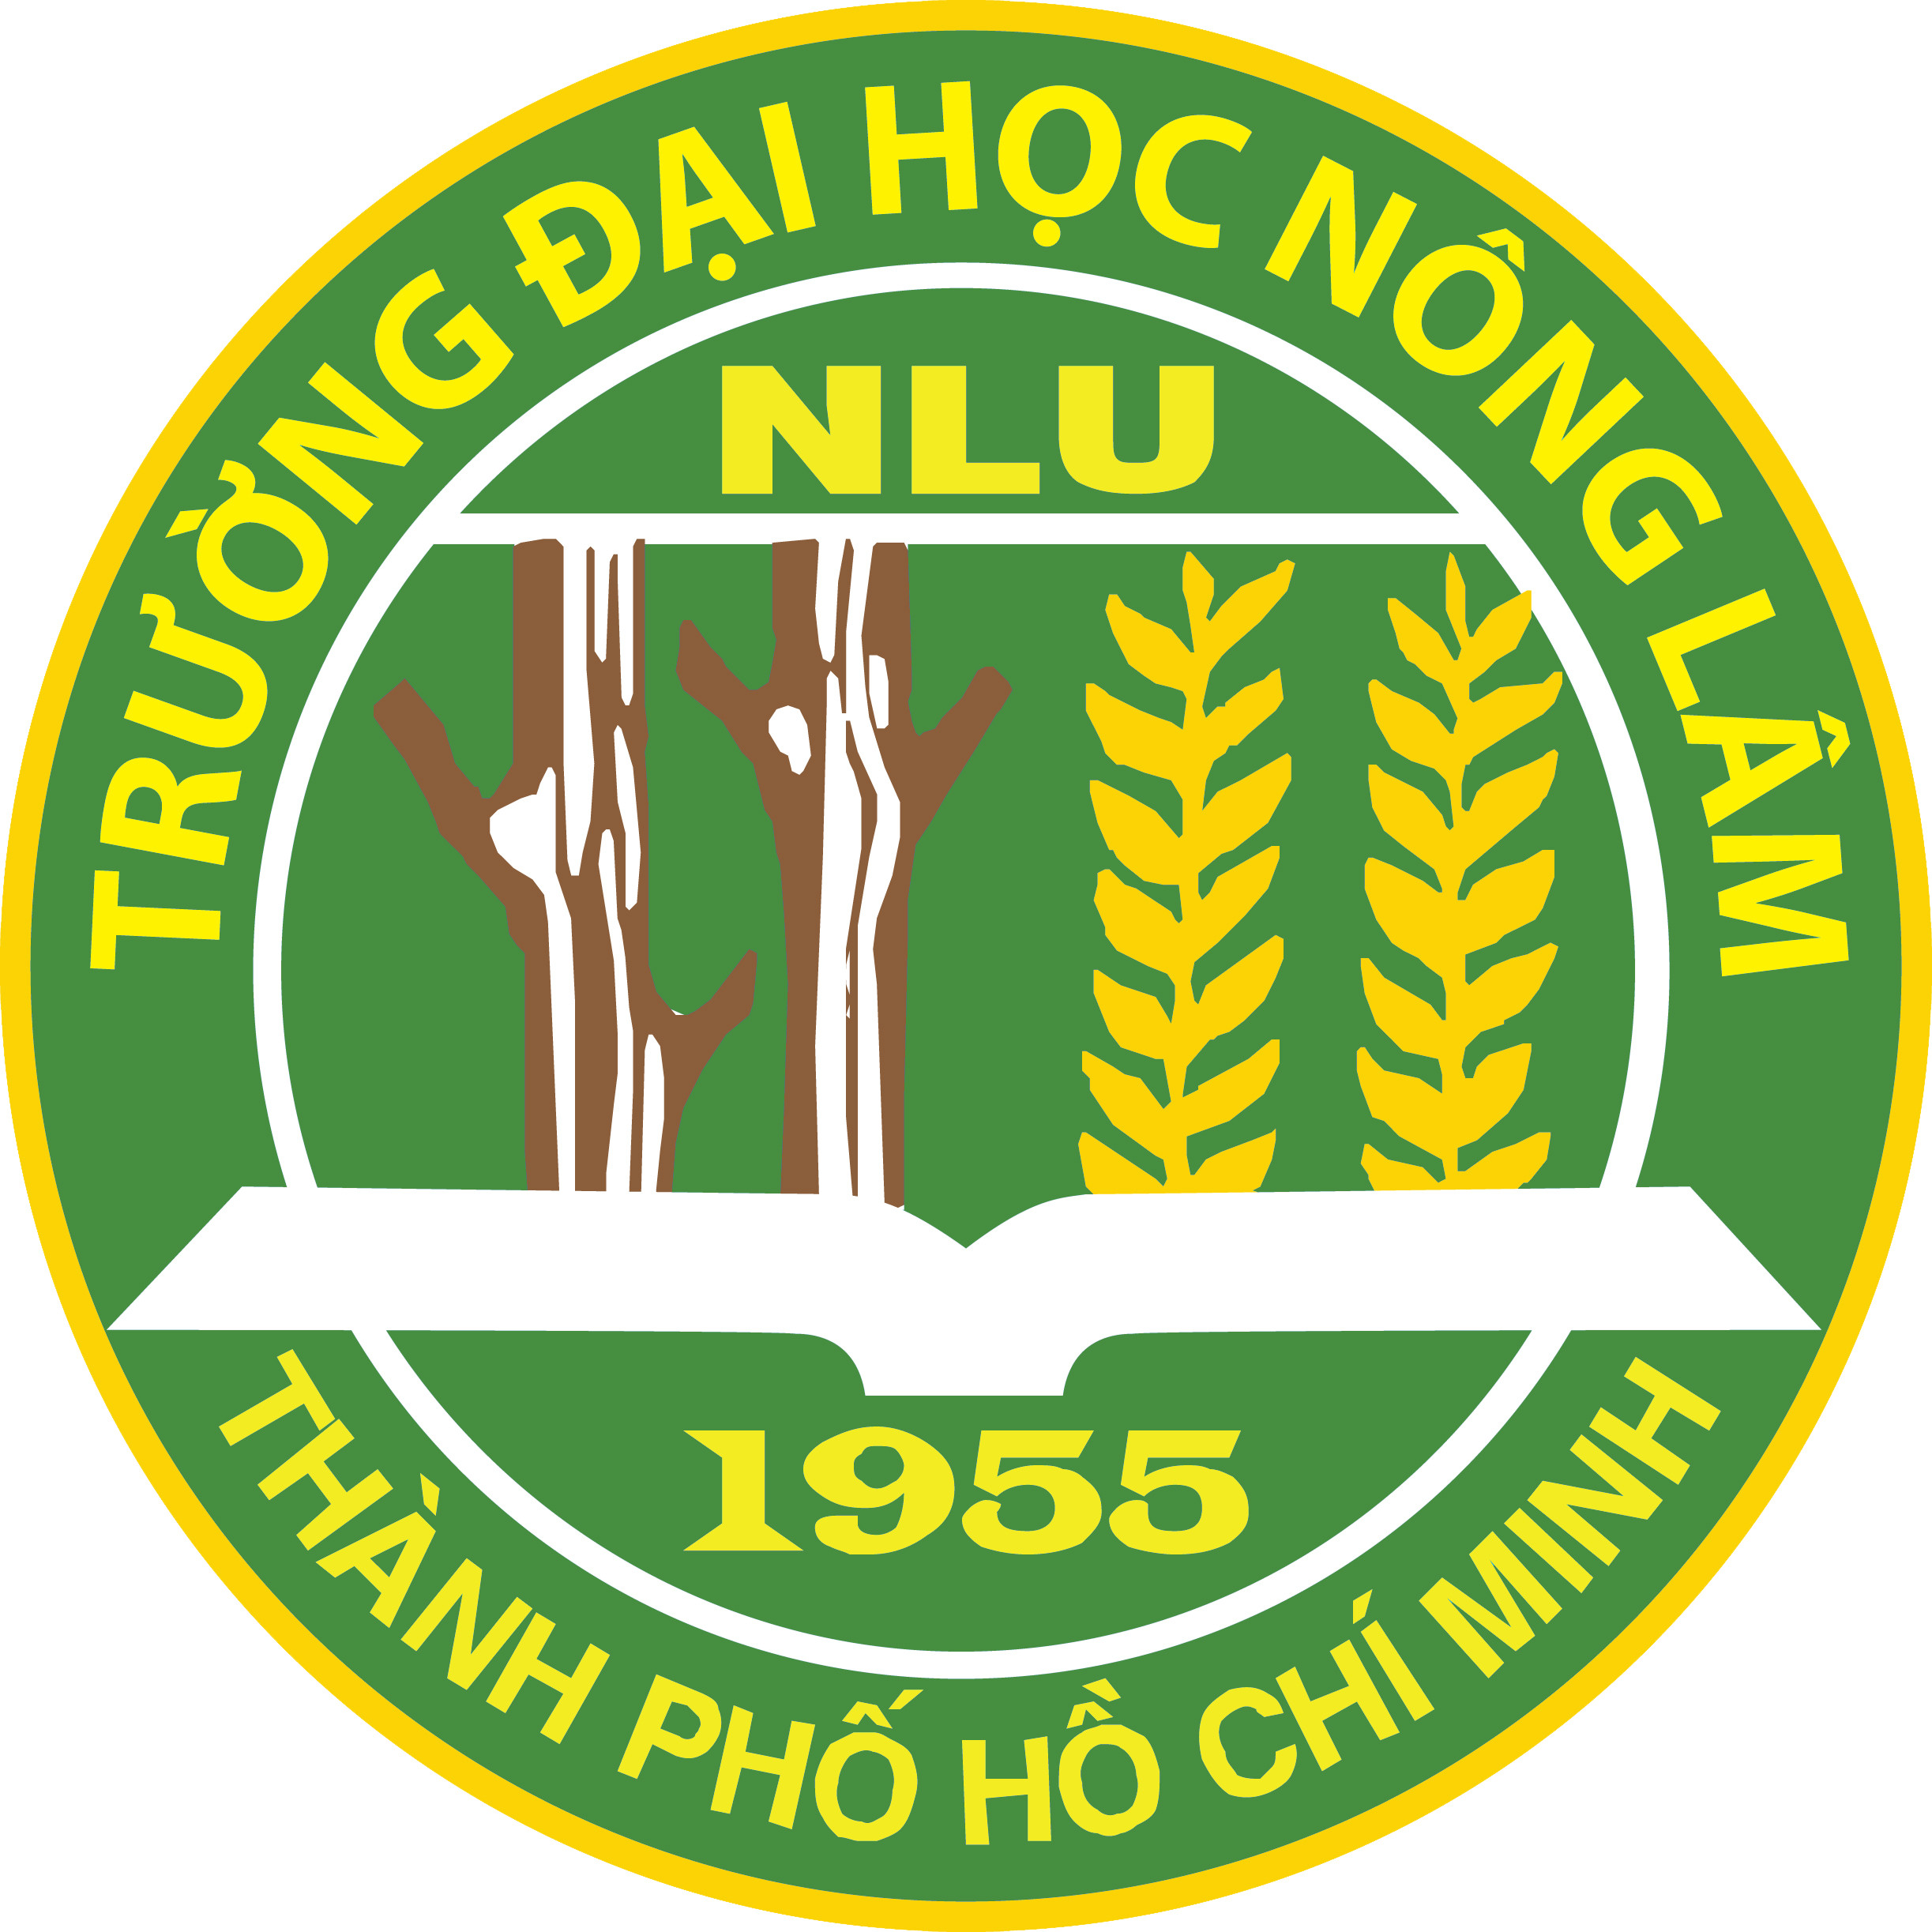 TRƯỜNG ĐẠI HỌC NÔNG LÂM
NLU
1955
THÀNH PHỐ HỒ CHÍ MINH